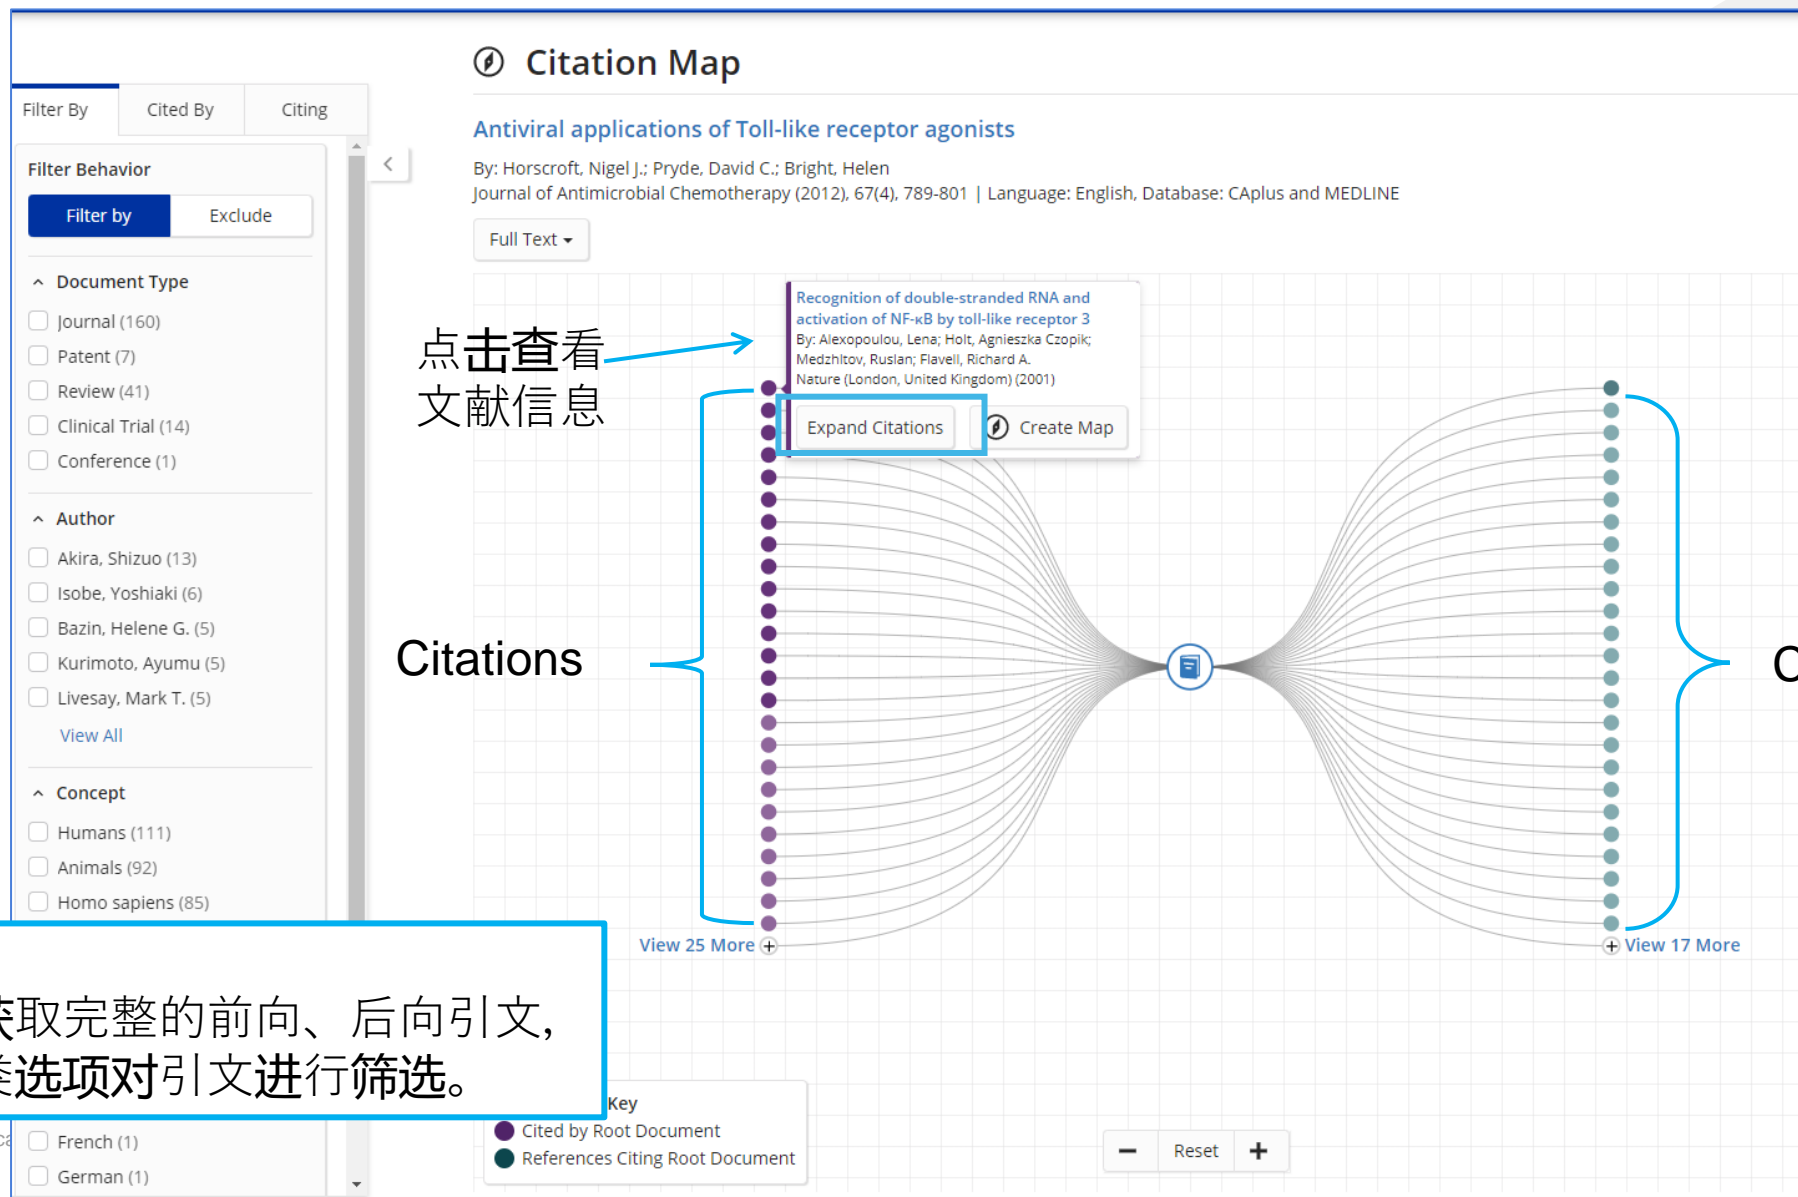 Citation Map
Filter By
Cited By
Citing
Antiviral applications of Toll-like receptor agonists
By: Horscroft, Nigel J.; Pryde, David C.; Bright, Helen
Journal of Antimicrobial Chemotherapy (2012), 67(4), 789-801 | Language: English, Database: CAplus and MEDLINE
Full Text
Filter Behavior
Filter by
Exclude
Document Type
Journal (160)
Patent (7)
Review (41)
Clinical Trial (14)
Conference (1)
Author
Akira, Shizuo (13)
Isobe, Yoshiaki (6)
Bazin, Helene G. (5)
Kurimoto, Ayumu (5)
Livesay, Mark T. (5)
View All
Concept
Humans (111)
Animals (92)
Homo sapiens (85)
French (1)
German (1)
点击查看
文献信息
Recognition of double-stranded RNA and
activation of NF-κB by toll-like receptor 3
By: Alexopoulou, Lena; Holt, Agnieszka Czopik;
Medzhitov, Ruslan; Flavell, Richard A.
Nature (London, United Kingdom) (2001)
Expand Citations
Create Map
Citations
View 25 More
View 17 More
取完整的前向、后向引文,
选项对引文进行筛选。
Key
Cited by Root Document
References Citing Root Document
Reset